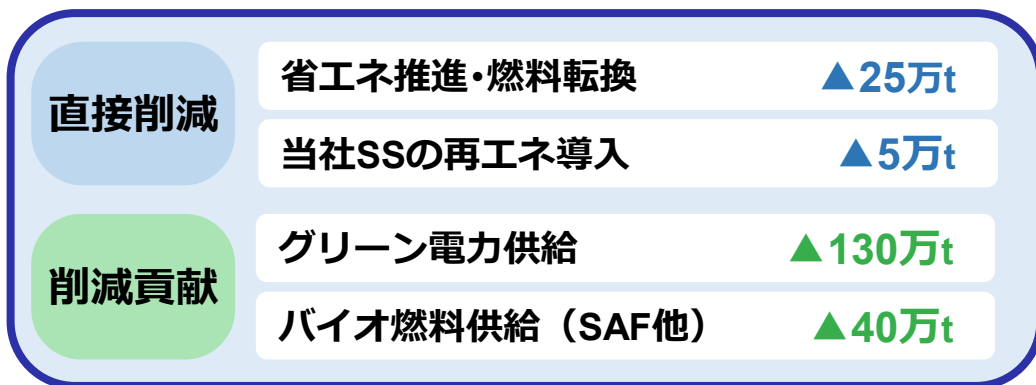 直接削減
省エネ推進・燃料転換 ▲25万t
当社SSの再エネ導入 ▲5万t
削減貢献
グリーン電力供給 ▲130万t
バイオ燃料供給（SAF他） ▲40万t